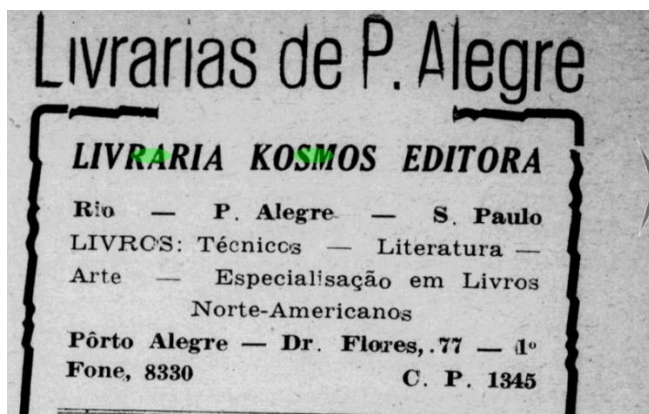 Livrarias de P. Alegre
LIVRARIA KOSMOS EDITORA
Rio — P. Alegre — S. Paulo
LIVROS: Técnicos — Literatura —
Arte — Especialisação em Livros
Norte-Americanos
Pôrto Alegre — Dr. Flores, 77 — 1º
Fone, 8330 C. P. 1345